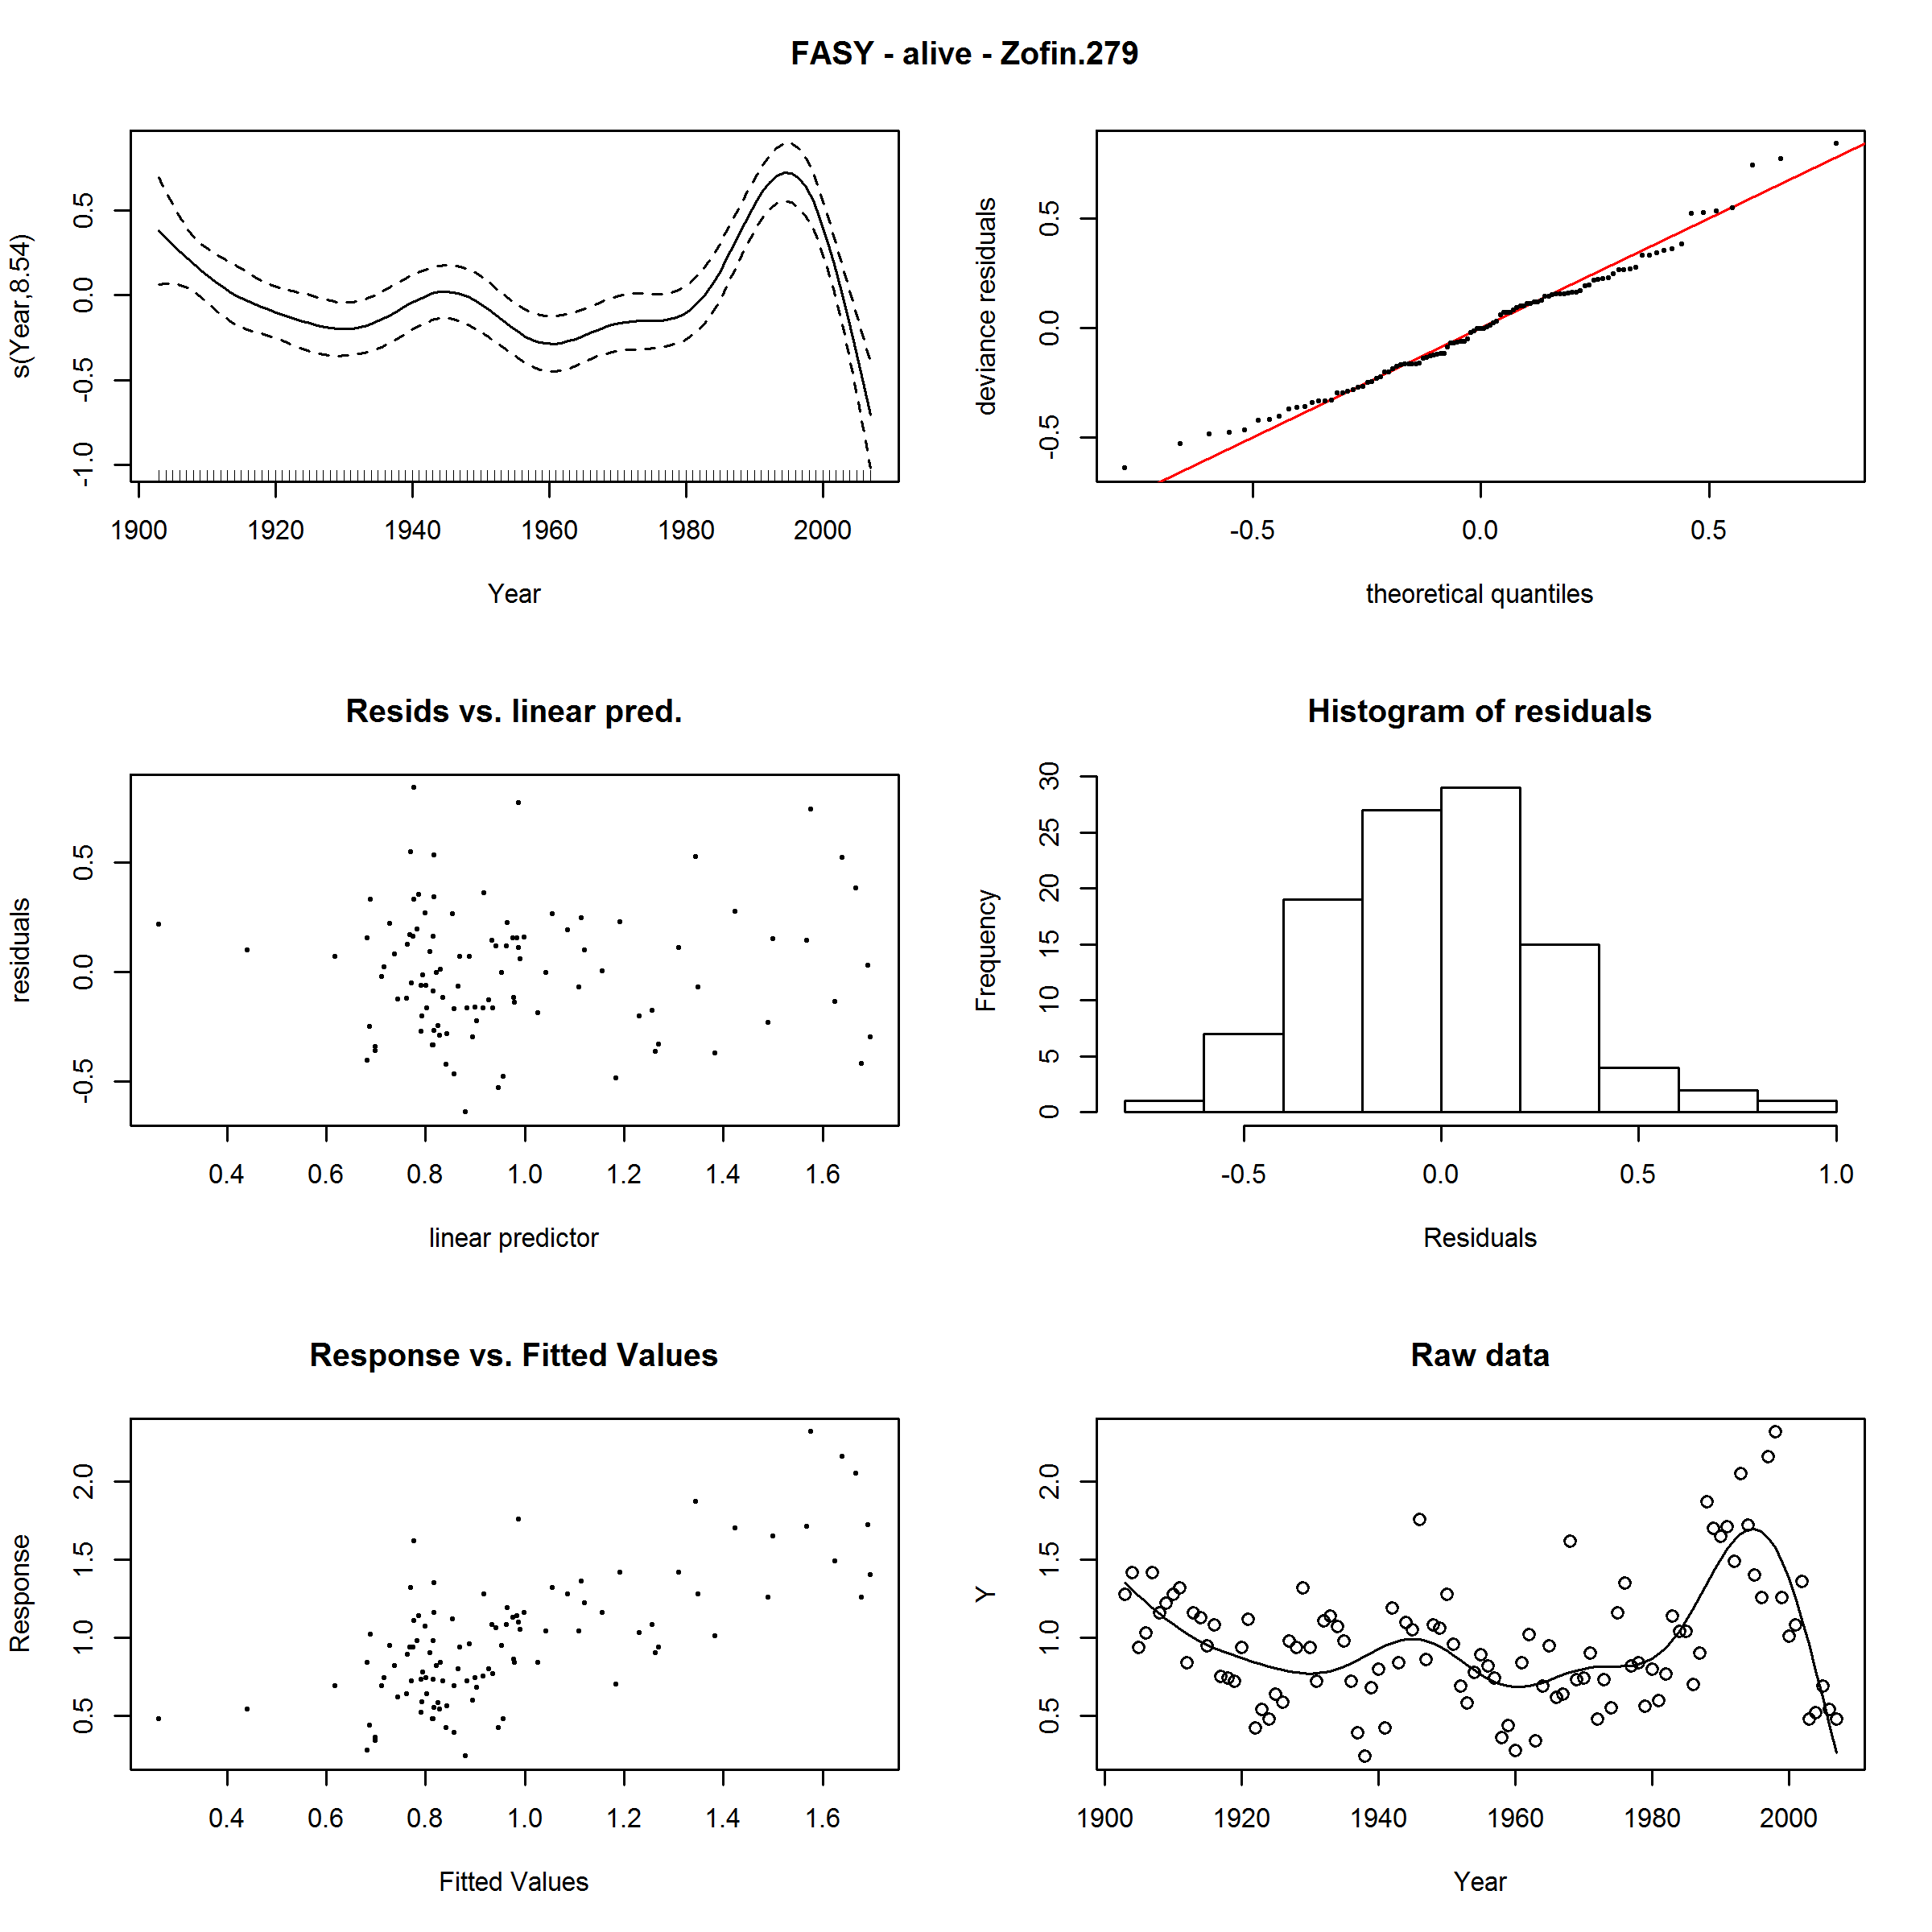 FASY - alive - Zofin.279
s(Year,8.54)
0.5
0.0
-0.5
-1.0
1900 1920 1940 1960 1980 2000
Year
deviance residuals
0.5
0.0
-0.5
-0.5 0.0 0.5
theoretical quantiles
Resids vs. linear pred.
residuals
0.5
0.0
-0.5
0.4 0.6 0.8 1.0 1.2 1.4 1.6
linear predictor
Histogram of residuals
Frequency
30
25
20
15
10
5
0
-0.5 0.0 0.5 1.0
Residuals
Response vs. Fitted Values
Response
2.0
1.5
1.0
0.5
0.4 0.6 0.8 1.0 1.2 1.4 1.6
Fitted Values
Raw data
Y
2.0
1.5
1.0
0.5
1900 1920 1940 1960 1980 2000
Year